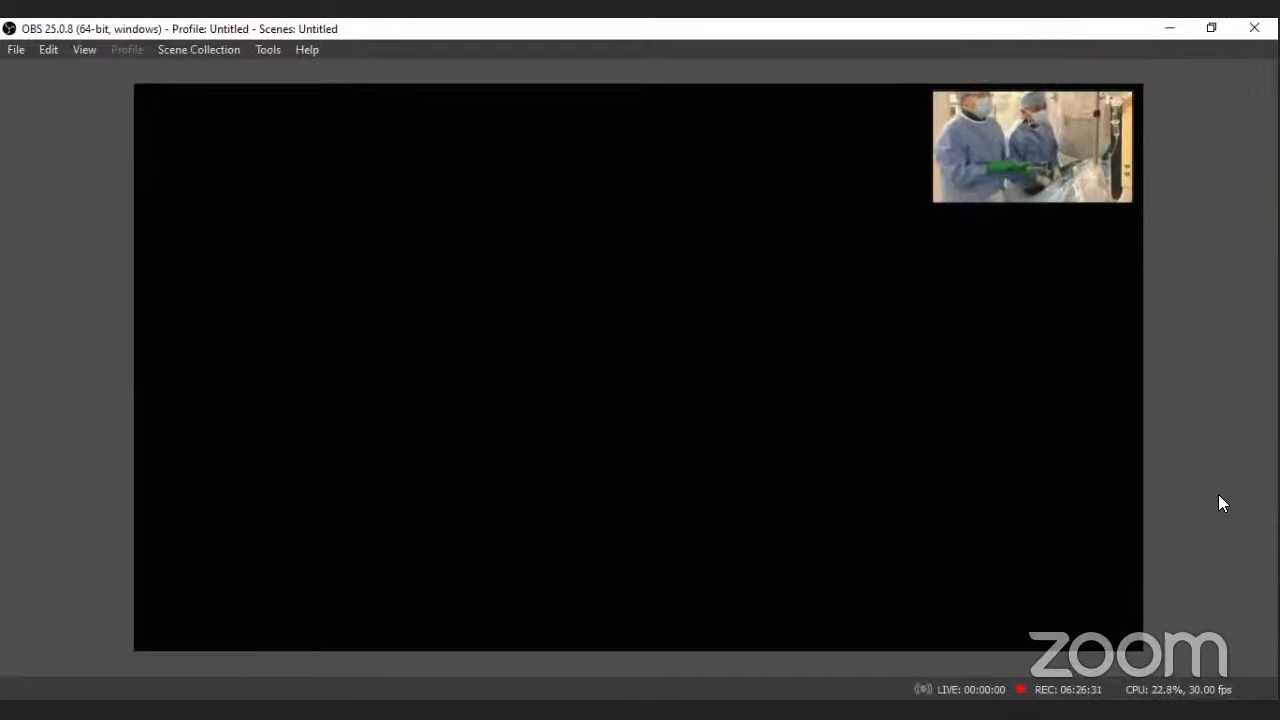 OBS 25.0.8 (64-bit, windows) - Profile: Untitled - Scenes: Untitled
File Edit View Profile Scene Collection Tools Help
zoom
LIVE: 00:00:00 REC: 06:26:31 CPU: 22.8%, 30.00 fps